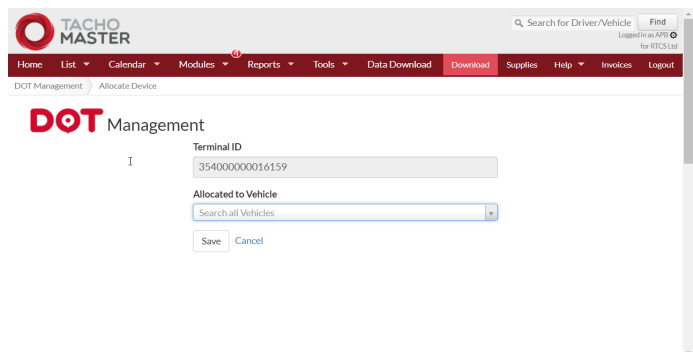 TACHO
MASTER
Search for Driver/Vehicle Find
Logged in as APB
for RTCS Ltd
Home List Calendar Modules 4 Reports Tools Data Download Download Supplies Help Invoices Logout
DOT Management Allocate Device
DOT Management
Terminal ID
354000000016159
Allocated to Vehicle
Search all Vehicles
Save Cancel